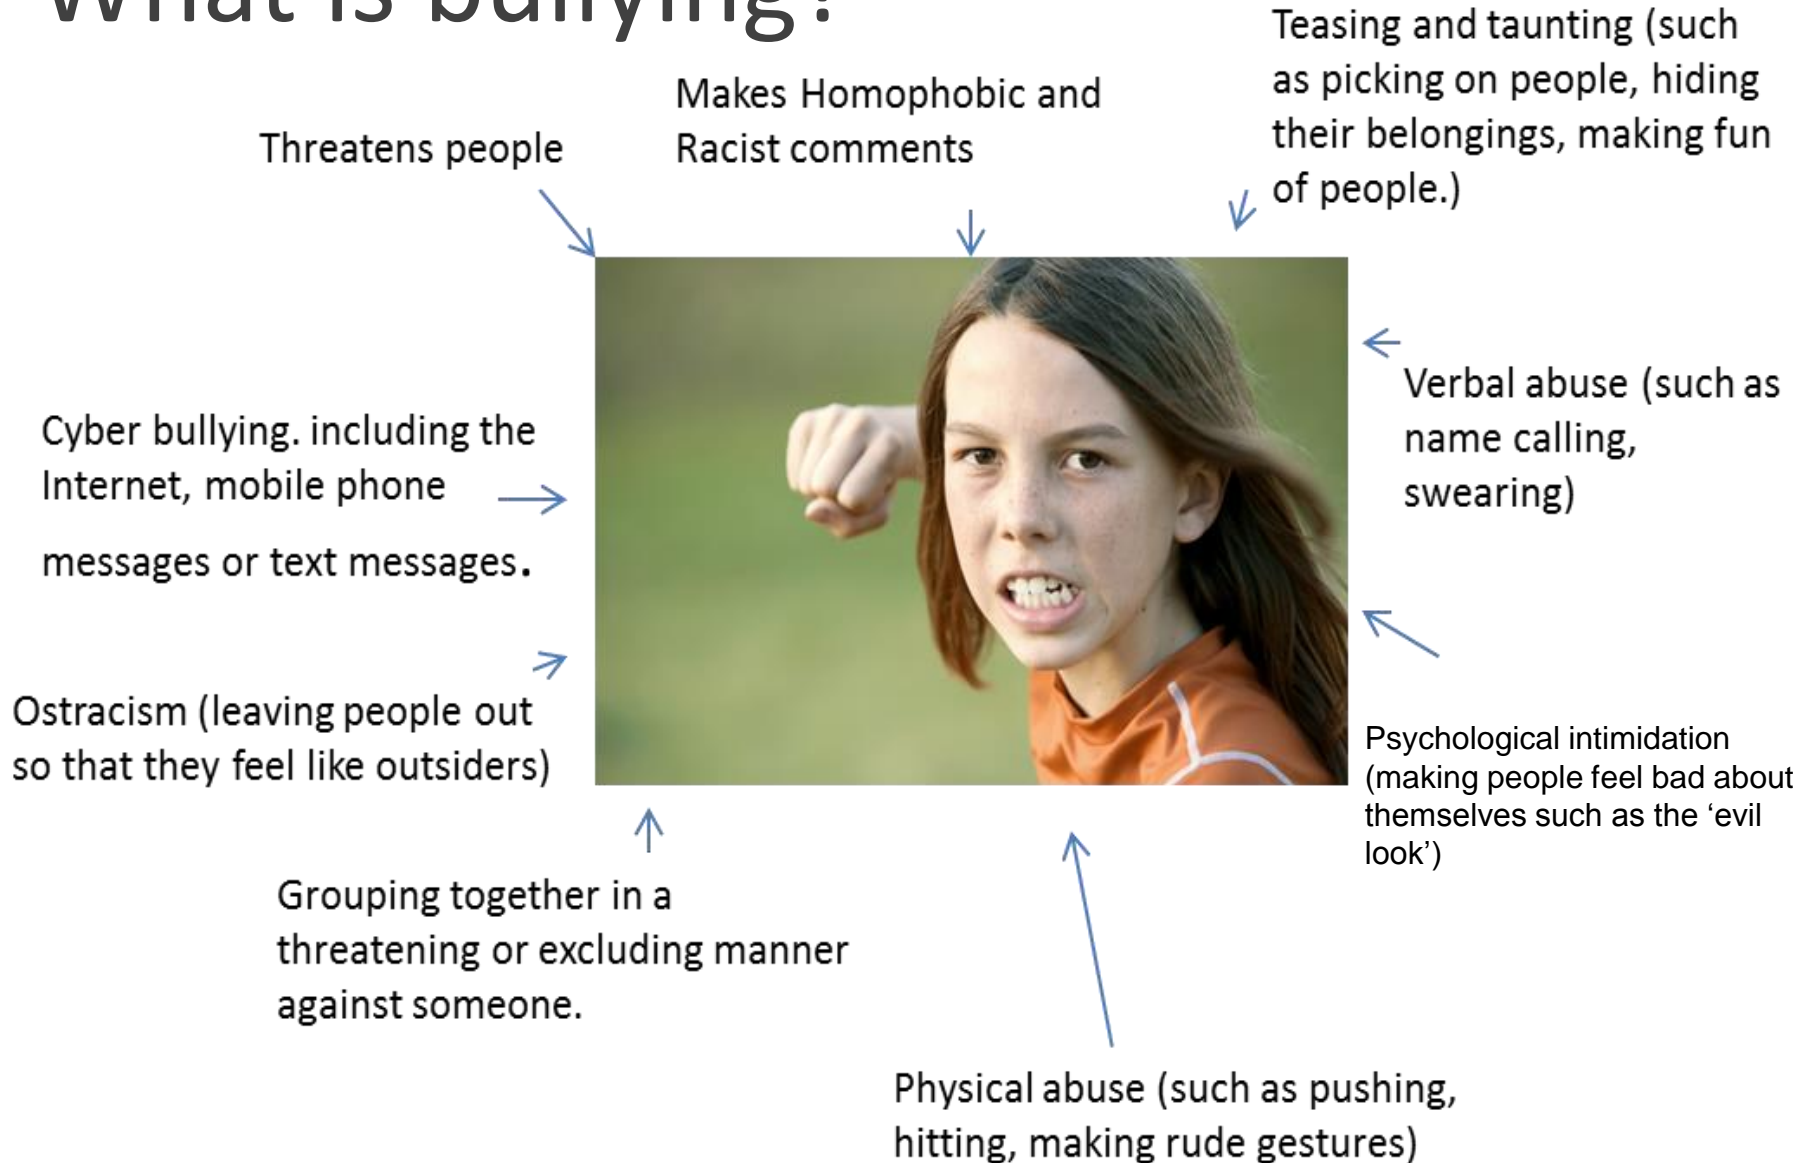 What is bullying?
Teasing and taunting (such
as picking on people, hiding
their belongings, making fun
of people.)
Makes Homophobic and
Racist comments
Threatens people
Verbal abuse (such as
name calling,
swearing)
Cyber bullying. including the
Internet, mobile phone
messages or text messages.
Ostracism (leaving people out
so that they feel like outsiders)
Psychological intimidation
(making people feel bad about
themselves such as the ‘evil
look’)
Grouping together in a
threatening or excluding manner
against someone.
Physical abuse (such as pushing,
hitting, making rude gestures)